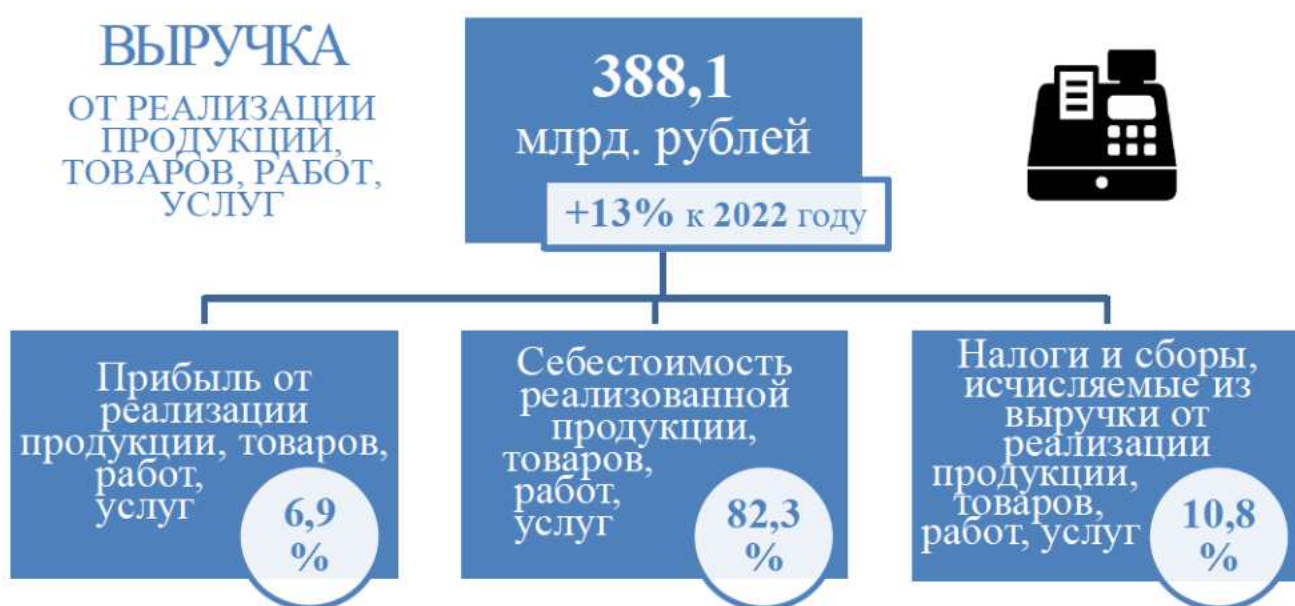 ВЫРУЧКА
ОТ РЕАЛИЗАЦИИ
ПРОДУКЦИИ,
ТОВАРОВ, РАБОТ,
УСЛУГ
388,1
млрд. рублей
+13% к 2022 году
Прибыль от
реализации
продукции, товаров,
работ,
услуг
6,9
%
Себестоимость
реализованной
продукции,
товаров,
работ,
услуг
82,3
%
Налоги и сборы,
исчисляемые из
выручки от
реализации
продукции,
товаров,
работ, услуг
10,8
%